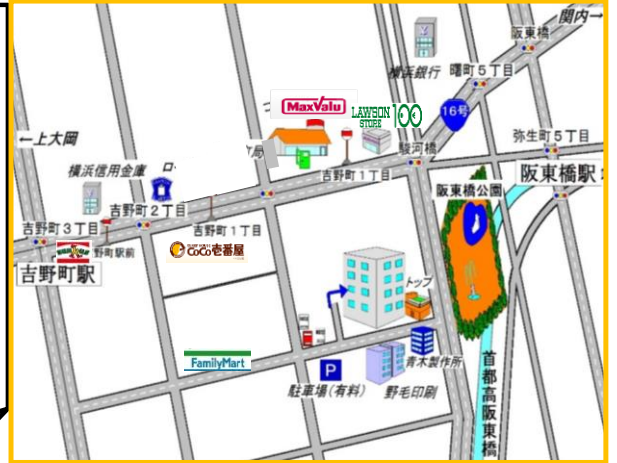 関内→
阪東橋
横浜銀行
曙町5丁目
MaxValu
LAWSON
STORE 100
16号
←上大岡
弥生町5丁目
駿河橋
横浜信用金庫
吉野町1丁目
阪東橋公園
阪東橋駅
吉野町2丁目
吉野町3丁目
吉野町1丁目
野町駅前
CoCo壱番屋
吉野町駅
トップ
FamilyMart
P
青木製作所
駐車場(有料)
野毛印刷
首都高阪東橋